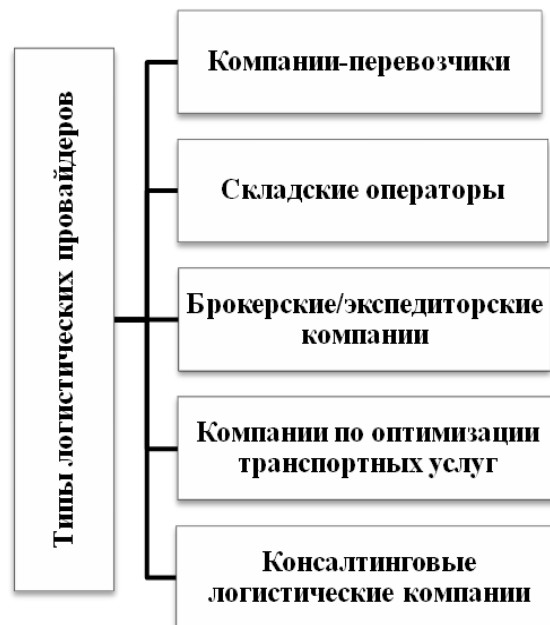 Типы логистических провайдеров
Компании-перевозчики
Складские операторы
Брокерские/экспедиторские
компании
Компании по оптимизации
транспортных услуг
Консалтинговые
логистические компании